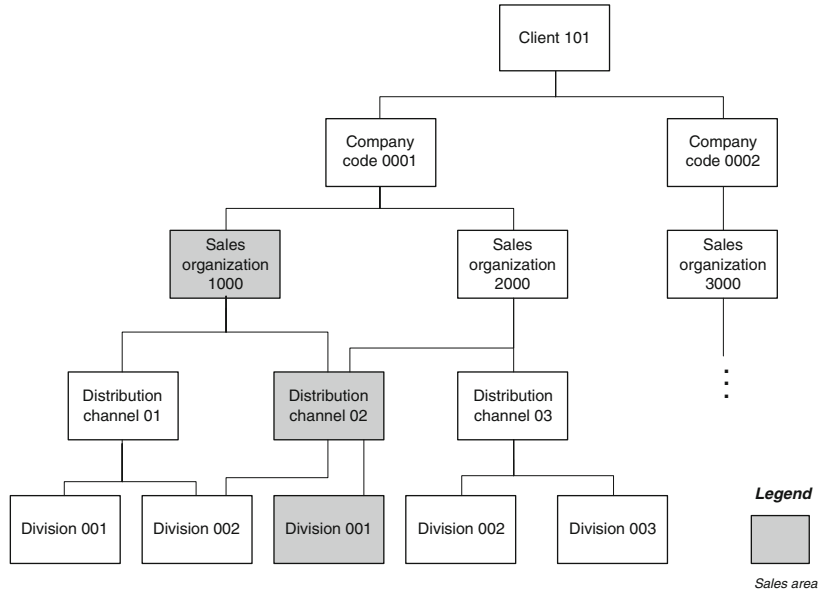 Client 101
Company
code 0001
Company
code 0002
Sales
organization
1000
Sales
organization
2000
Sales
organization
3000
Distribution
channel 01
Distribution
channel 02
Distribution
channel 03
Division 001
Division 002
Division 001
Division 002
Division 003
Legend
Sales area